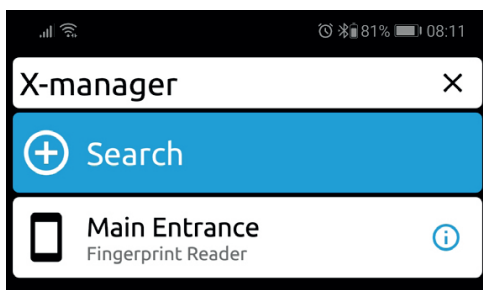 81% 08:11
X-manager
Search
Main Entrance
Fingerprint Reader